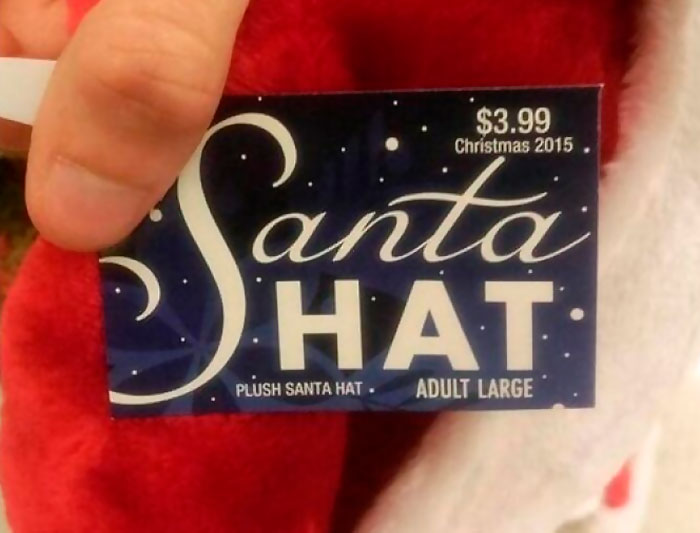 $3.99
Christmas 2015
Santa
HAT
PLUSH SANTA HAT. ADULT LARGE